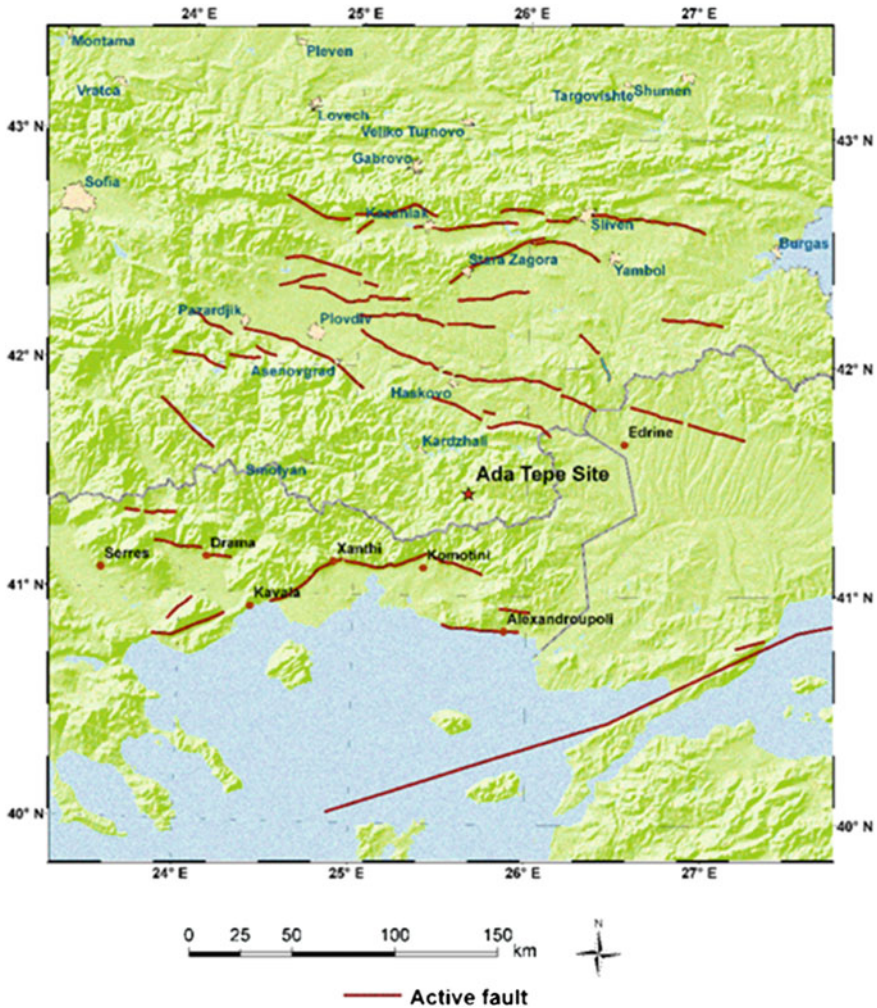 24° E 25° E 26° E 27° E
Montama
Pleven
Vratca
Targovishte Shumen
Lovech
Veliko Turnovo
43° N 43° N
Gabrovo
Sofia
Kazanlak
Sliven
Burgas
Stara Zagora
Yambol
Pazardjik
Plovdiv
42° N 42° N
Asenovgrad
Haskovo
Edrine
Kardzhali
Smolyan
Ada Tepe Site
Drama
Xanthi
Serres
Komotini
41° N 41° N
Kavala
Alexandroupoli
40° N 40° N
24° E 25° E 26° E 27° E
N
0 25 50 100 150
km
Active fault